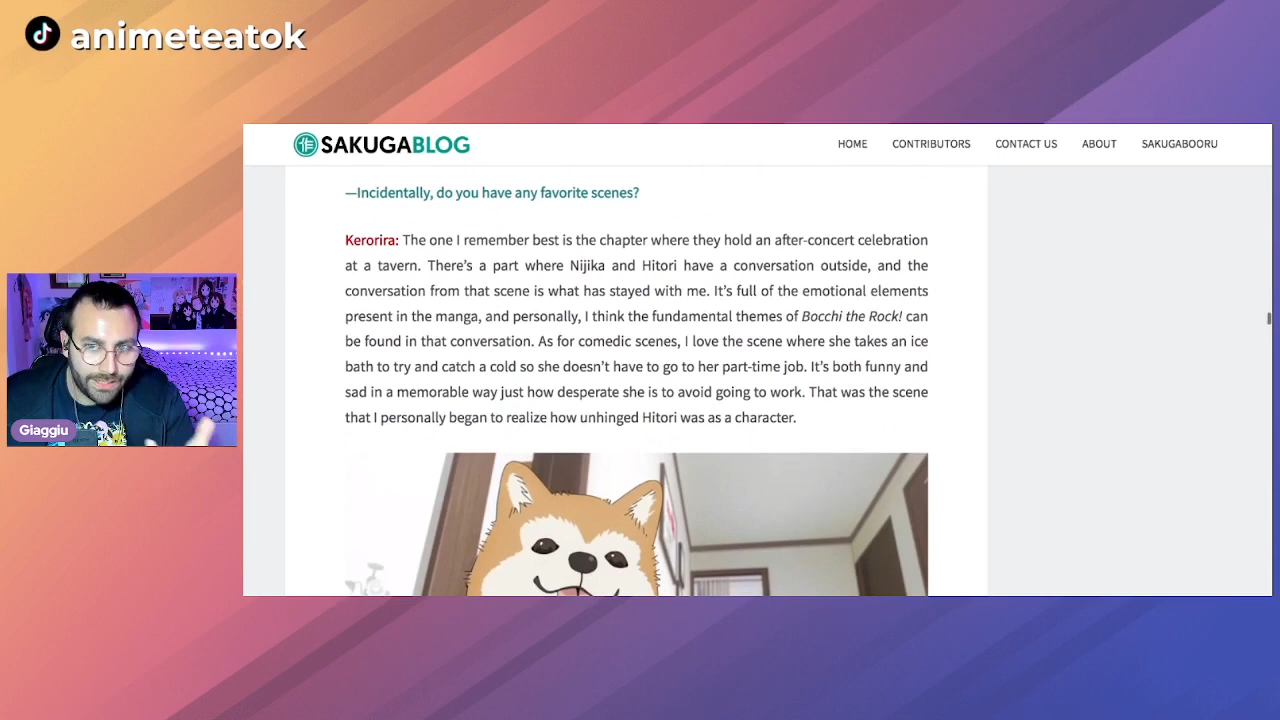 animeteatok
SAKUGABLOG
HOME
CONTRIBUTORS
CONTACT US
ABOUT
SAKUGABOORU
—Incidentally, do you have any favorite scenes?
Kerorira: The one I remember best is the chapter where they hold an after-concert celebration
at a tavern. There’s a part where Nijika and Hitori have a conversation outside, and the
conversation from that scene is what has stayed with me. It’s full of the emotional elements
present in the manga, and personally, I think the fundamental themes of Bocchi the Rock! can
be found in that conversation. As for comedic scenes, I love the scene where she takes an ice
bath to try and catch a cold so she doesn’t have to go to her part-time job. It’s both funny and
sad in a memorable way just how desperate she is to avoid going to work. That was the scene
that I personally began to realize how unhinged Hitori was as a character.
Giaggiu